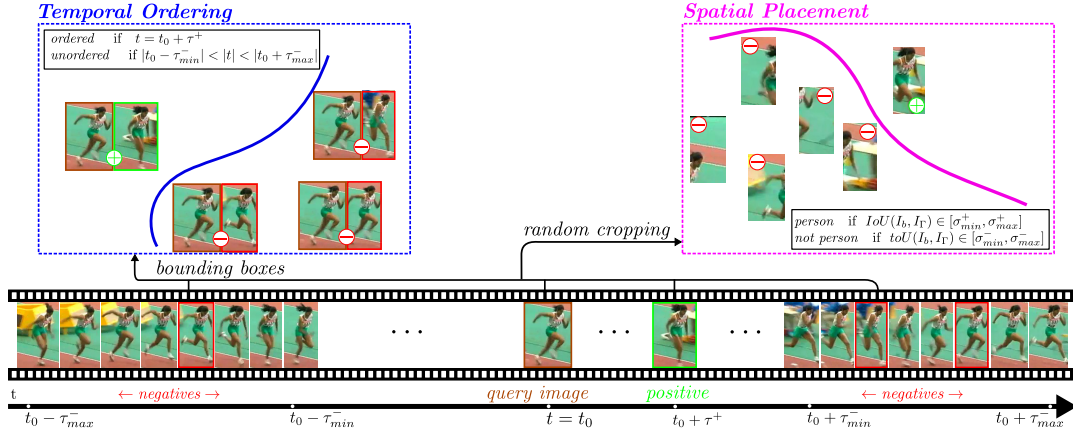 Temporal Ordering
ordered if t = t₀ + τ⁺
unordered if |t₀ − τ⁻ₘᵢₙ| < |t| < |t₀ + τ⁻ₘₐₓ|
Spatial Placement
person if IoU(I_b, I_Γ) ∈ [σ⁺ₘᵢₙ, σ⁺ₘₐₓ]
not person if toU(I_b, I_Γ) ∈ [σ⁻ₘᵢₙ, σ⁻ₘₐₓ]
random cropping
bounding boxes
... ... ...
t ← negatives → query image positive ← negatives →
t₀ − τ⁻ₘₐₓ t₀ − τ⁻ₘᵢₙ t = t₀ t₀ + τ⁺ t₀ + τ⁻ₘᵢₙ t₀ + τ⁻ₘₐₓ